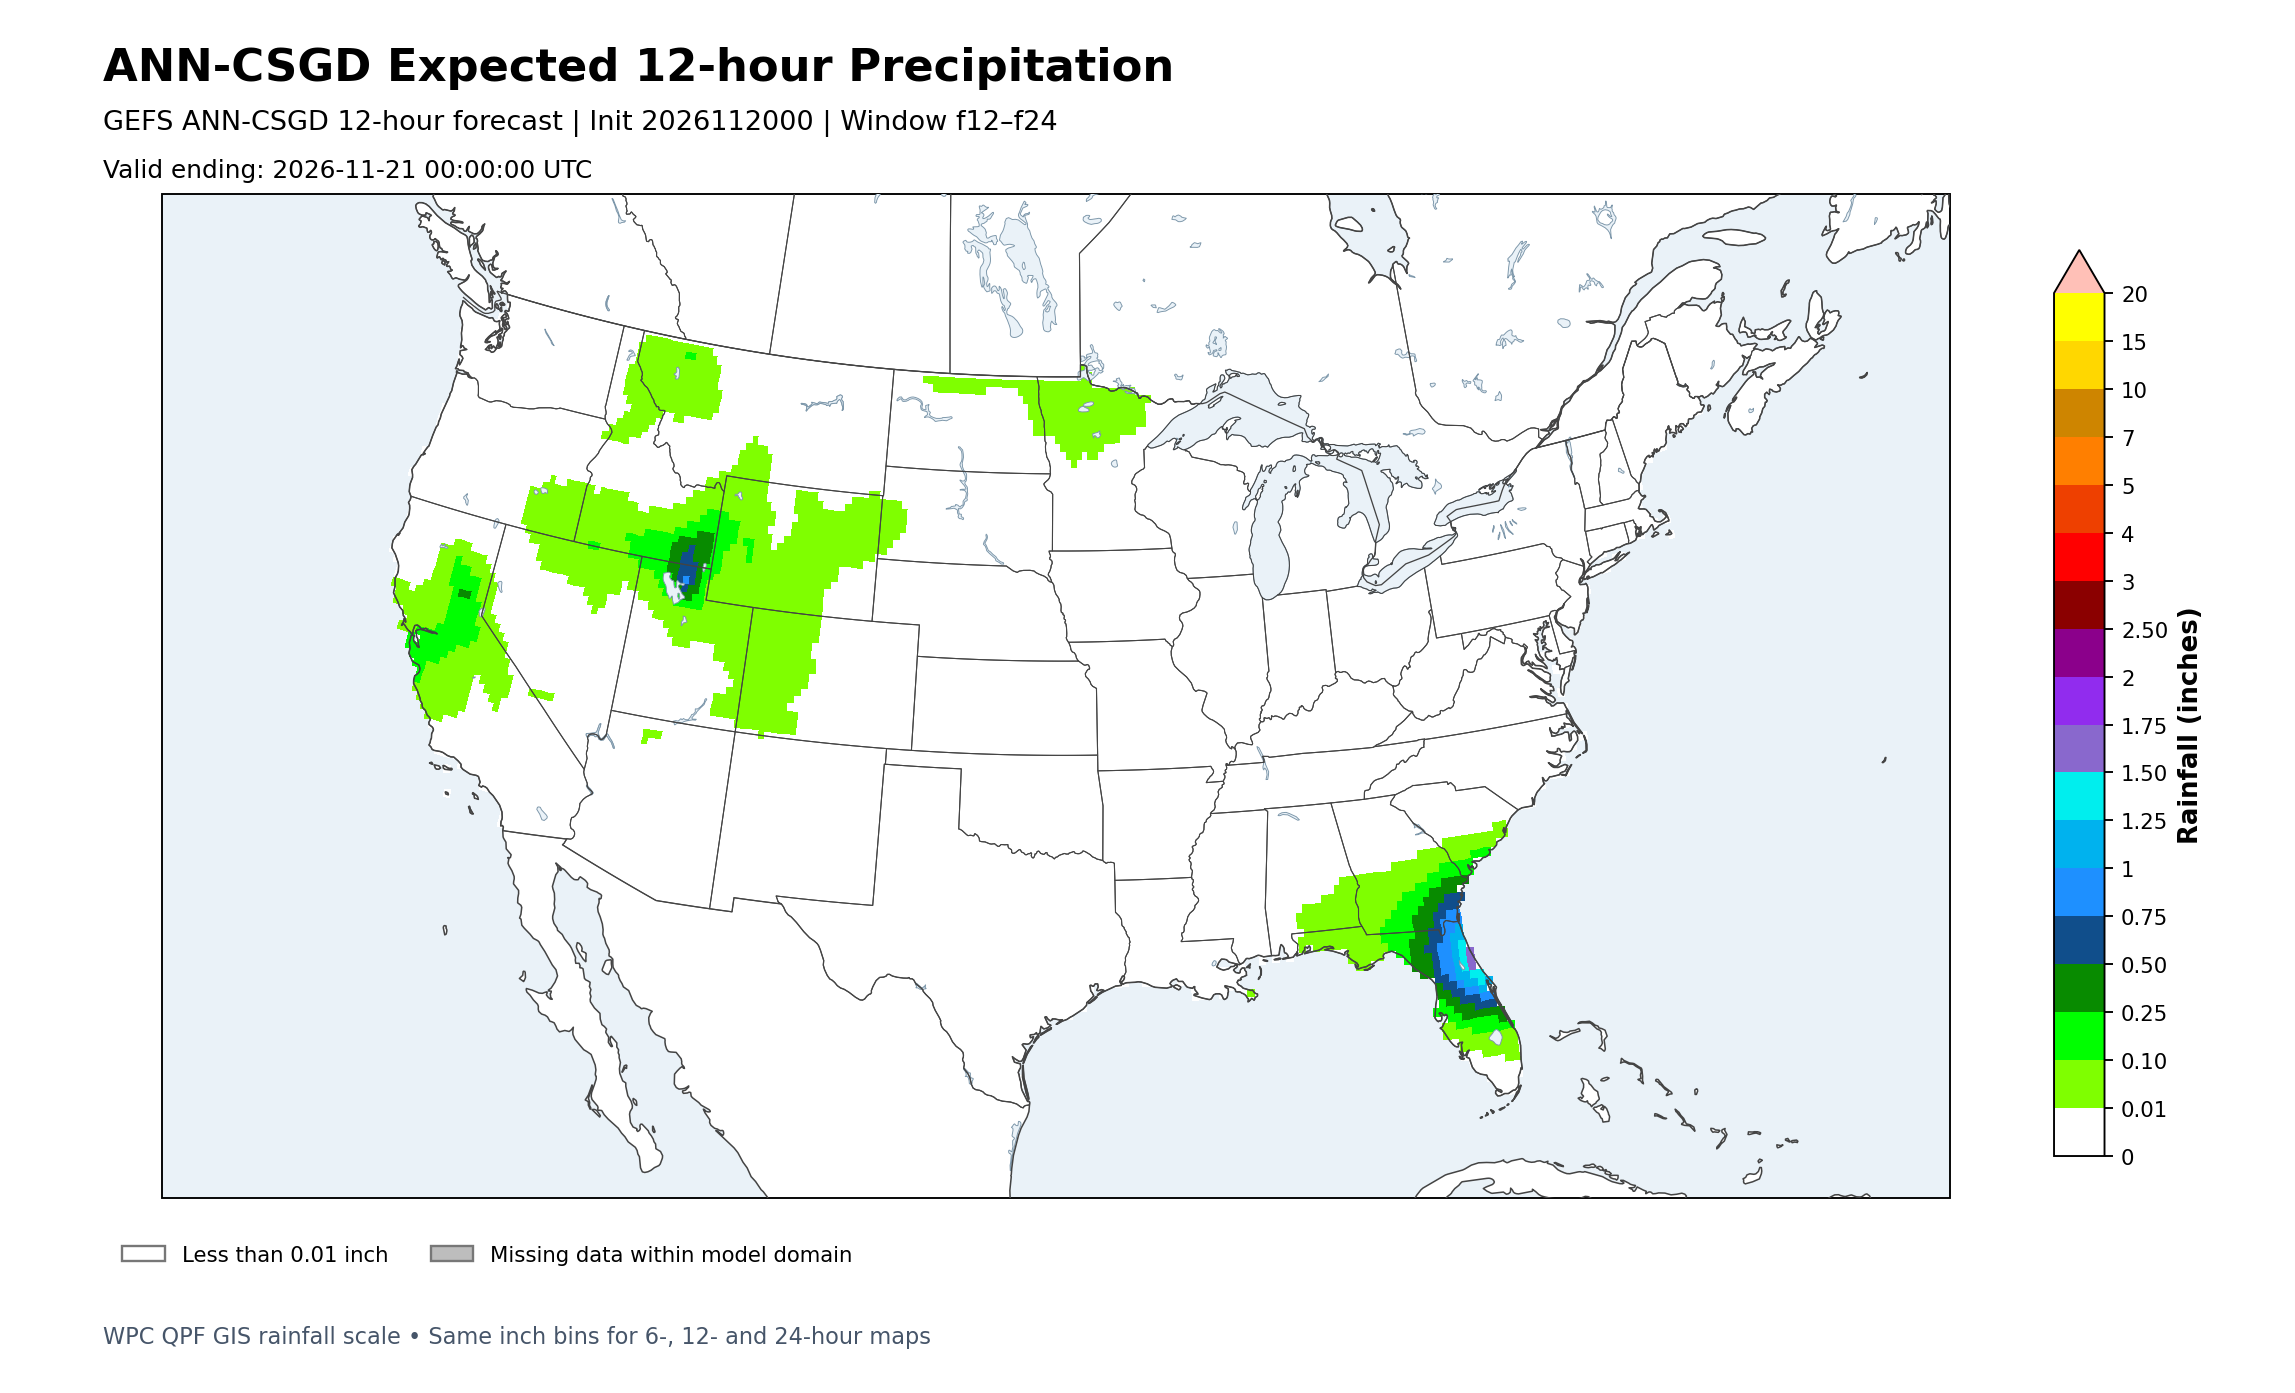 ANN-CSGD Expected 12-hour Precipitation
GEFS ANN-CSGD 12-hour forecast | Init 2026112000 | Window f12–f24
Valid ending: 2026-11-21 00:00:00 UTC
20
15
10
7
5
4
3
2.50
2
1.75
1.50
1.25
1
0.75
0.50
0.25
0.10
0.01
0
Rainfall (inches)
Less than 0.01 inch
Missing data within model domain
WPC QPF GIS rainfall scale • Same inch bins for 6-, 12- and 24-hour maps